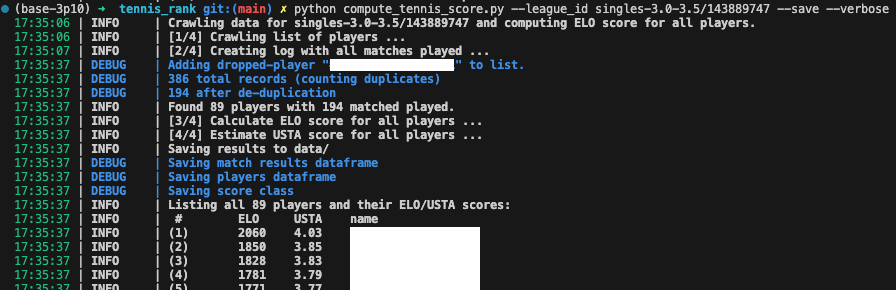 (base-3p10) → tennis_rank git:(main) ✗ python compute_tennis_score.py --league_id singles-3.0-3.5/143889747 --save --verbose
17:35:06 | INFO | Crawling data for singles-3.0-3.5/143889747 and computing ELO score for all players.
17:35:06 | INFO | [1/4] Crawling list of players ...
17:35:07 | INFO | [2/4] Creating log with all matches played ...
17:35:37 | DEBUG | Adding dropped-player "" to list.
17:35:37 | DEBUG | 386 total records (counting duplicates)
17:35:37 | DEBUG | 194 after de-duplication
17:35:37 | INFO | Found 89 players with 194 matched played.
17:35:37 | INFO | [3/4] Calculate ELO score for all players ...
17:35:37 | INFO | [4/4] Estimate USTA score for all players ...
17:35:37 | INFO | Saving results to data/
17:35:37 | DEBUG | Saving match results dataframe
17:35:37 | DEBUG | Saving players dataframe
17:35:37 | DEBUG | Saving score class
17:35:37 | INFO | Listing all 89 players and their ELO/USTA scores:
17:35:37 | INFO | # ELO USTA name
17:35:37 | INFO | (1) 2060 4.03
17:35:37 | INFO | (2) 1850 3.85
17:35:37 | INFO | (3) 1828 3.83
17:35:37 | INFO | (4) 1781 3.79
17:35:37 | INFO | (5) 1771 3.77